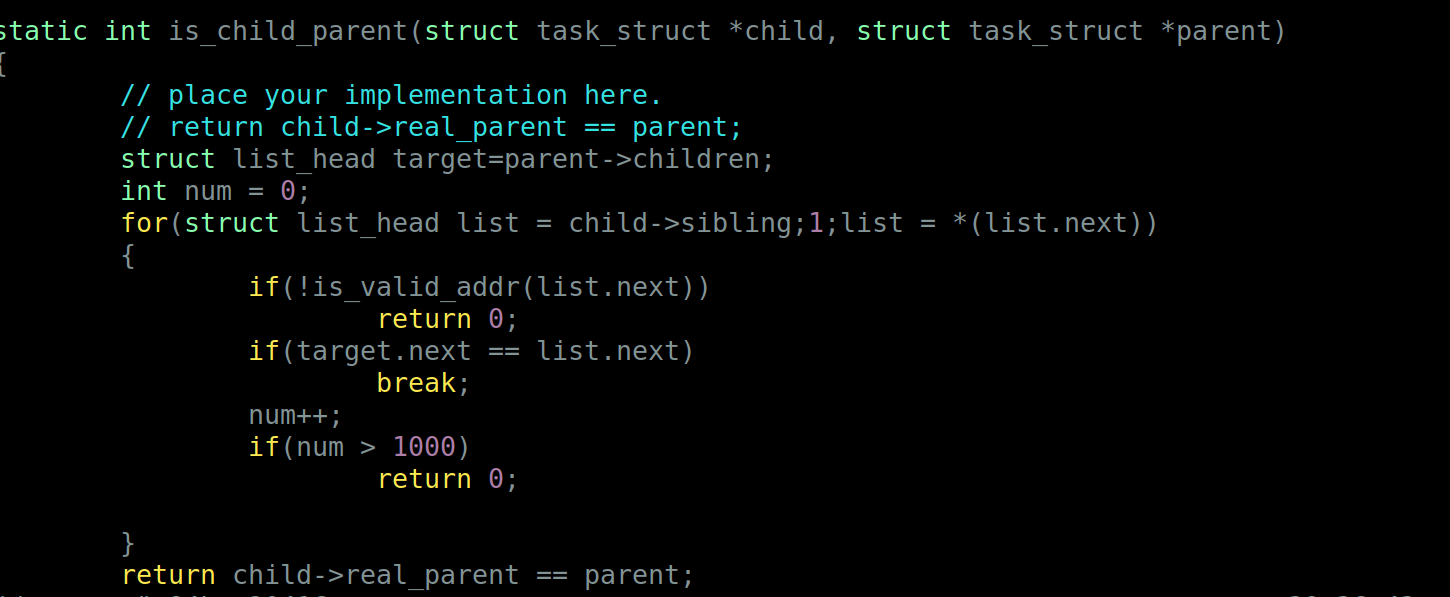 static int is_child_parent(struct task_struct *child, struct task_struct *parent)
{
// place your implementation here.
// return child->real_parent == parent;
struct list_head target=parent->children;
int num = 0;
for(struct list_head list = child->sibling;1;list = *(list.next))
{
if(!is_valid_addr(list.next))
return 0;
if(target.next == list.next)
break;
num++;
if(num > 1000)
return 0;
}
return child->real_parent == parent;